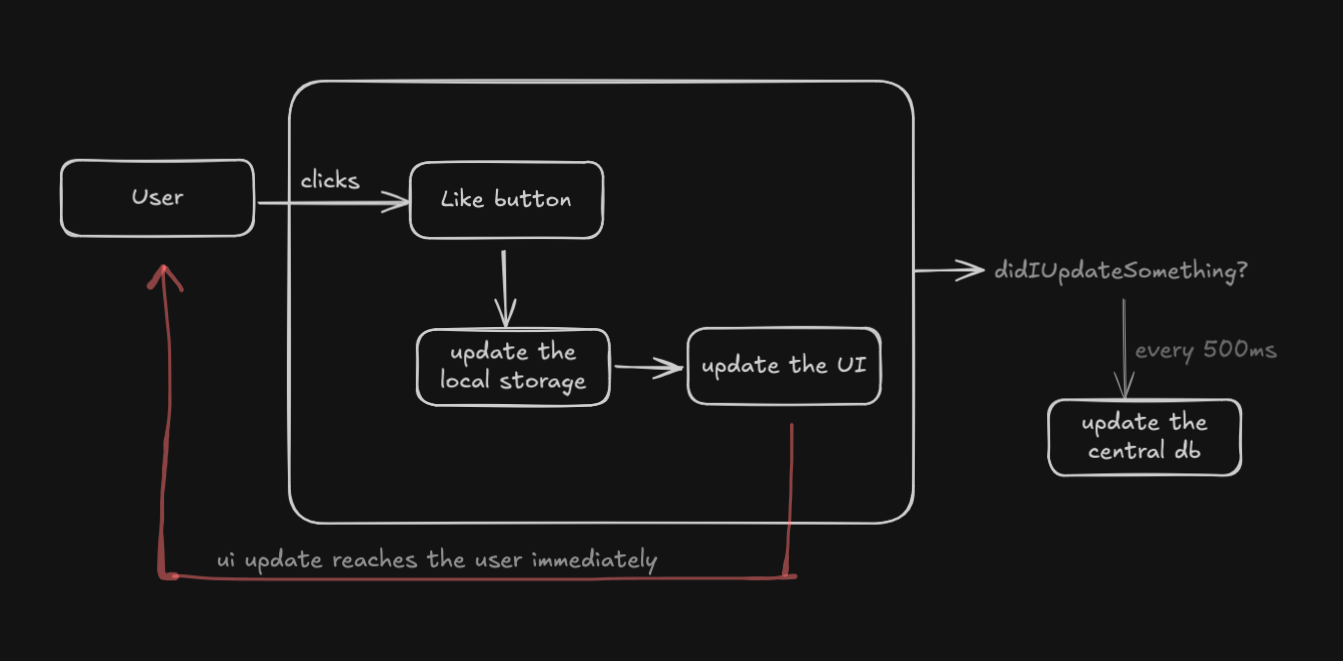 User
clicks
Like button
didIUpdateSomething?
every 500ms
update the
local storage
update the UI
update the
central db
ui update reaches the user immediately